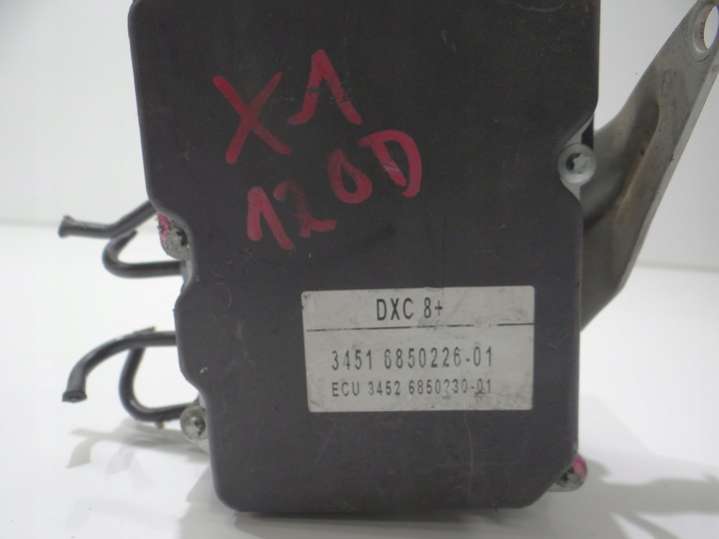 X1
120D
DXC 8+
3451 6850226-01
ECU 3452 6850230-01